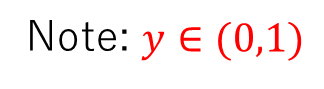 Note: y ∈ (0,1)